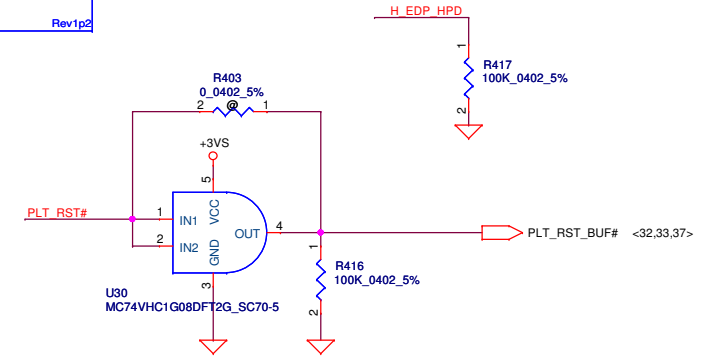 Rev1p2
H_EDP_HPD
1
R417
100K_0402_5%
2
R403
0_0402_5%
2 @ 1
+3VS
5
PLT_RST#
1 IN1 VCC
2 IN2 GND
OUT 4
3
PLT_RST_BUF# <32,33,37>
1
R416
100K_0402_5%
2
U30
MC74VHC1G08DFT2G_SC70-5